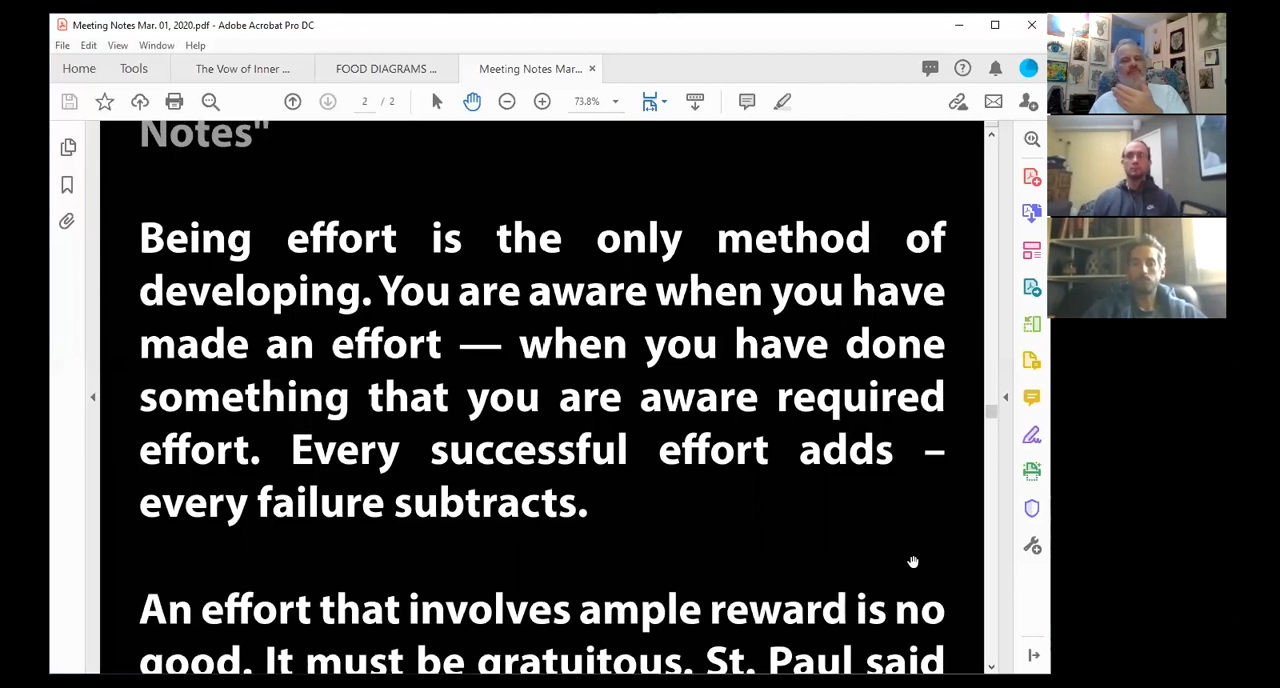 Meeting Notes Mar. 01, 2020.pdf - Adobe Acrobat Pro DC
File Edit View Window Help
Home Tools The Vow of Inner ... FOOD DIAGRAMS ... Meeting Notes Mar... ×
2 / 2 73.8%
Notes"
Being effort is the only method of
developing. You are aware when you have
made an effort — when you have done
something that you are aware required
effort. Every successful effort adds –
every failure subtracts.
An effort that involves ample reward is no
good. It must be gratuitous. St. Paul said